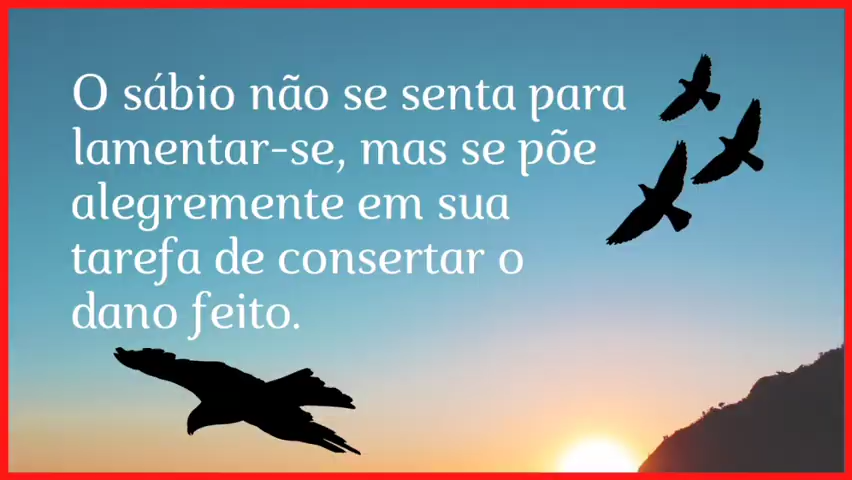 O sábio não se senta para
lamentar-se, mas se põe
alegremente em sua
tarefa de consertar o
dano feito.